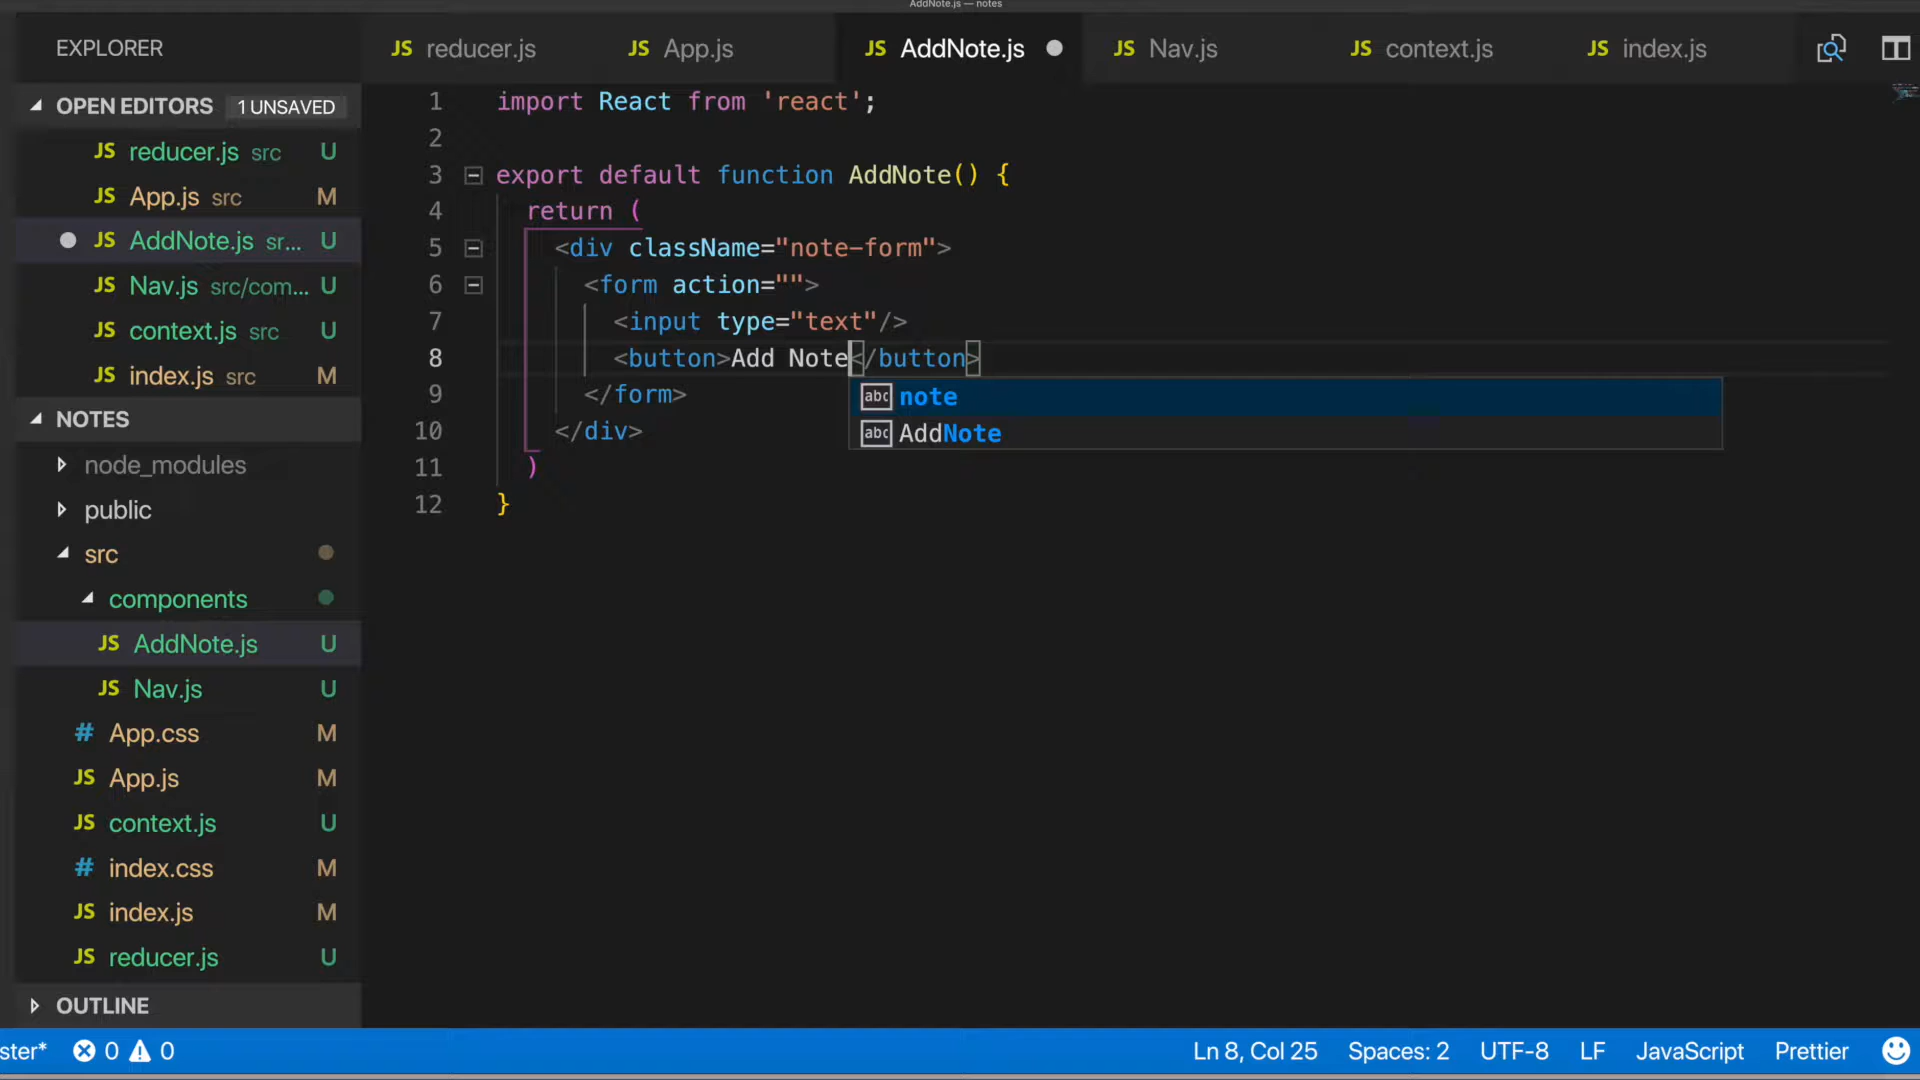 AddNote.js — notes
EXPLORER
JS reducer.js
JS App.js
JS AddNote.js
JS Nav.js
JS context.js
JS index.js
OPEN EDITORS 1 UNSAVED
JS reducer.js src U
JS App.js src M
JS AddNote.js sr... U
JS Nav.js src/com... U
JS context.js src U
JS index.js src M
NOTES
node_modules
public
src
components
JS AddNote.js U
JS Nav.js U
# App.css M
JS App.js M
JS context.js U
# index.css M
JS index.js M
JS reducer.js U
OUTLINE
1 import React from 'react';
2
3 export default function AddNote() {
4 return (
5 <div className="note-form">
6 <form action="">
7 <input type="text"/>
8 <button>Add Note</button>
9 </form>
10 </div>
11 )
12 }
abc note
abc AddNote
ster* 0 0
Ln 8, Col 25 Spaces: 2 UTF-8 LF JavaScript Prettier